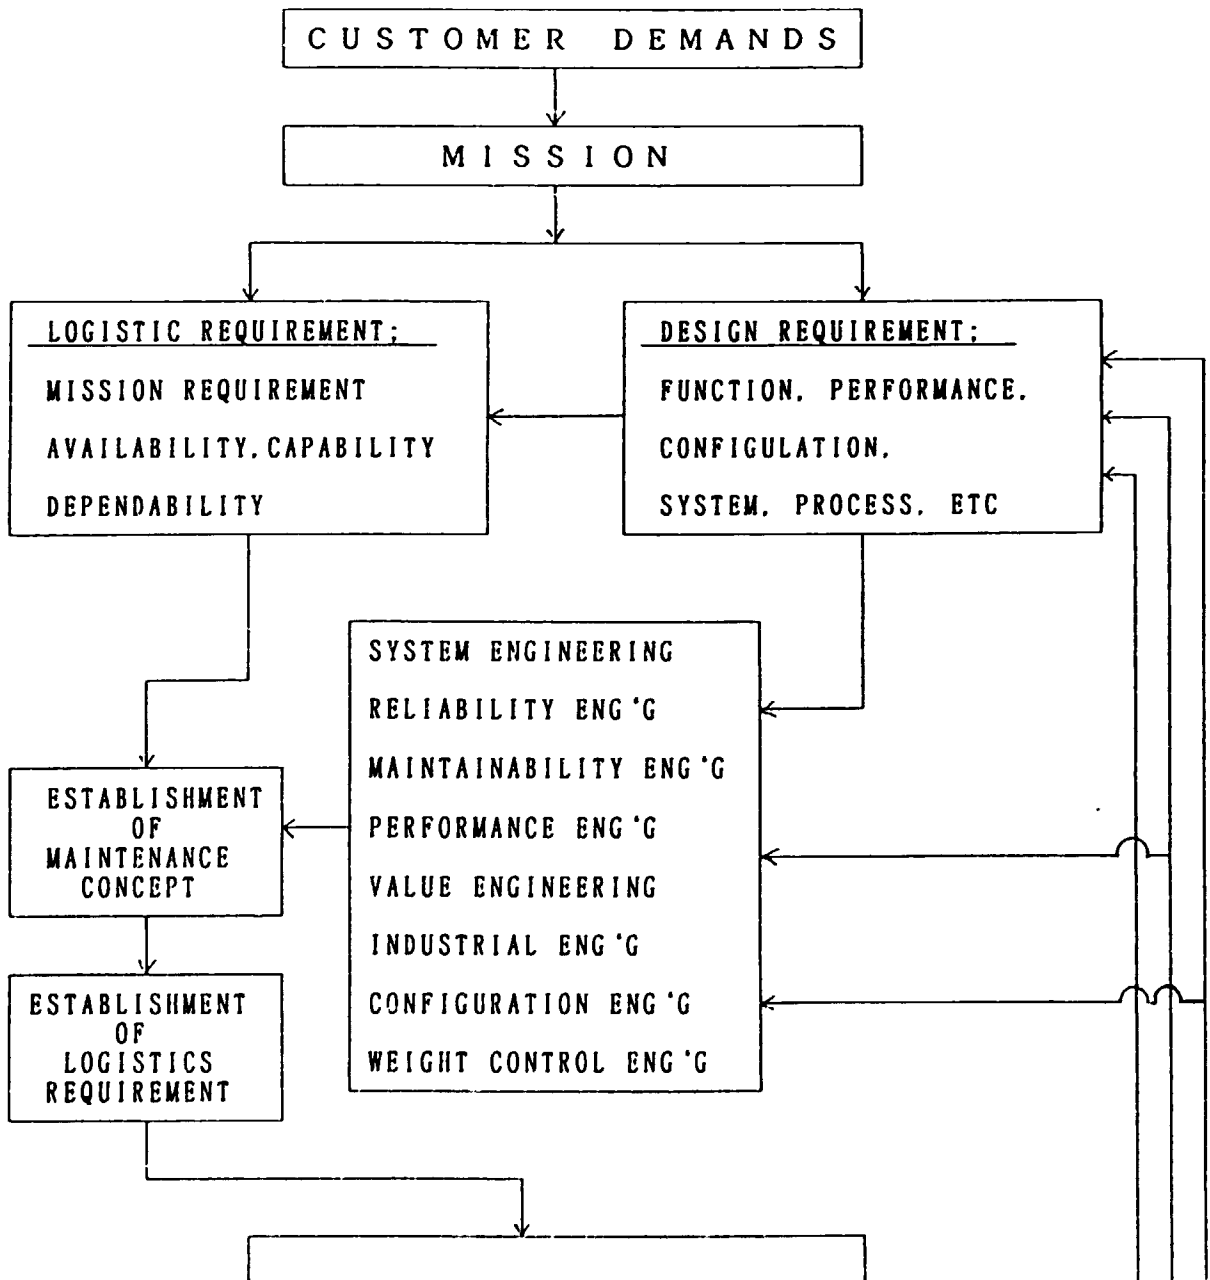 CUSTOMER DEMANDS
MISSION
LOGISTIC REQUIREMENT;
MISSION REQUIREMENT
AVAILABILITY. CAPABILITY
DEPENDABILITY
DESIGN REQUIREMENT;
FUNCTION. PERFORMANCE.
CONFIGULATION.
SYSTEM. PROCESS. ETC
SYSTEM ENGINEERING
RELIABILITY ENG'G
MAINTAINABILITY ENG'G
PERFORMANCE ENG'G
VALUE ENGINEERING
INDUSTRIAL ENG'G
CONFIGURATION ENG'G
WEIGHT CONTROL ENG'G
ESTABLISHMENT
OF
MAINTENANCE
CONCEPT
ESTABLISHMENT
OF
LOGISTICS
REQUIREMENT